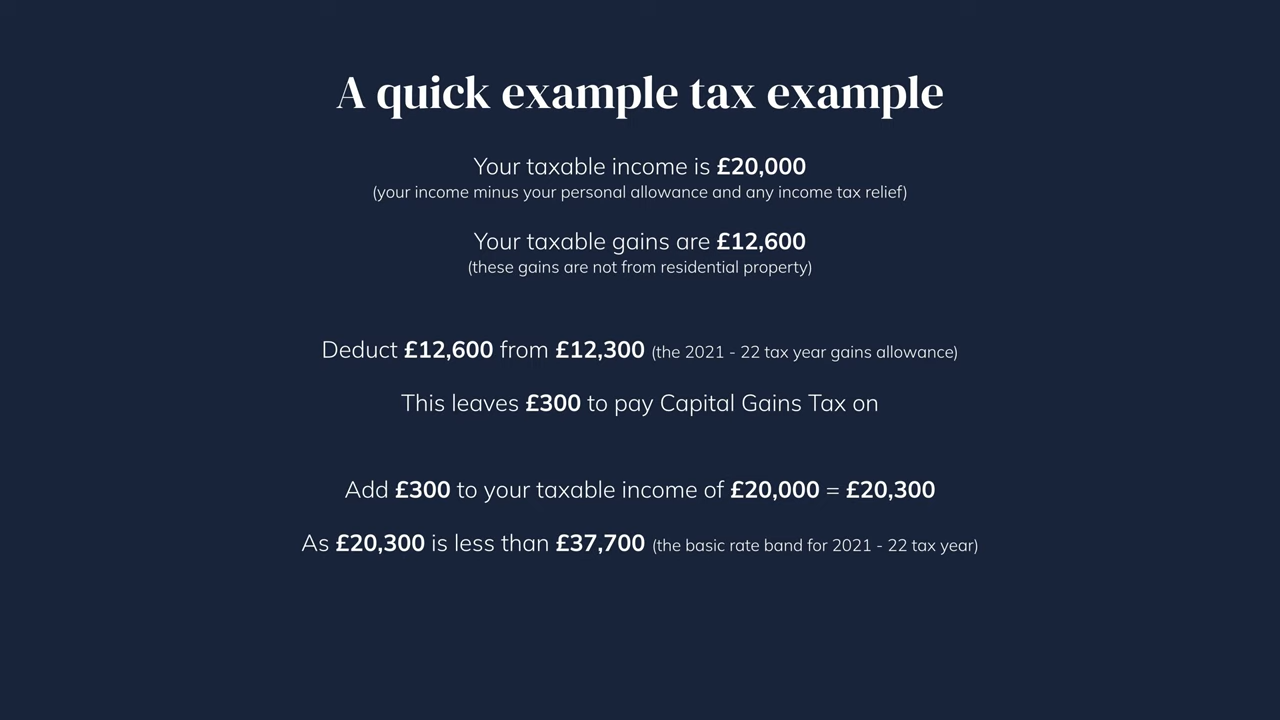 A quick example tax example
Your taxable income is £20,000
(your income minus your personal allowance and any income tax relief)
Your taxable gains are £12,600
(these gains are not from residential property)
Deduct £12,600 from £12,300 (the 2021 - 22 tax year gains allowance)
This leaves £300 to pay Capital Gains Tax on
Add £300 to your taxable income of £20,000 = £20,300
As £20,300 is less than £37,700 (the basic rate band for 2021 - 22 tax year)